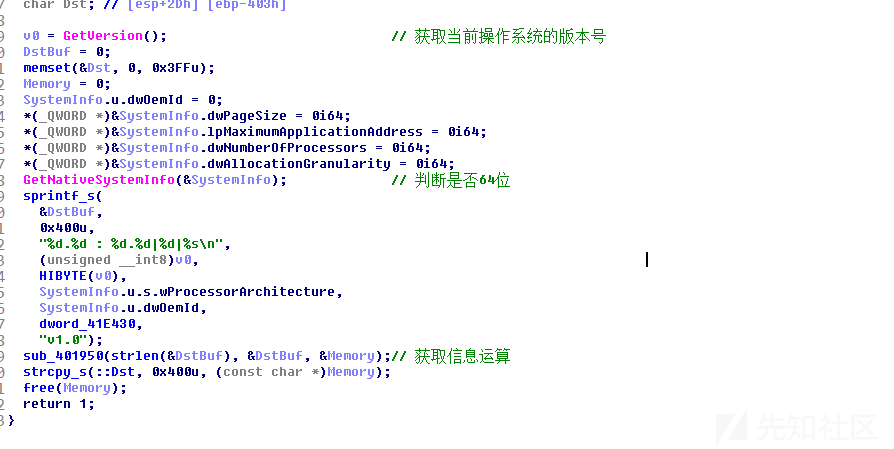 char Dst; // [esp+2Dh] [ebp-403h]
v0 = GetVersion(); // 获取当前操作系统的版本号
DstBuf = 0;
memset(&Dst, 0, 0x3FFu);
Memory = 0;
SystemInfo.u.dwOemId = 0;
*(_QWORD *)&SystemInfo.dwPageSize = 0i64;
*(_QWORD *)&SystemInfo.lpMaximumApplicationAddress = 0i64;
*(_QWORD *)&SystemInfo.dwNumberOfProcessors = 0i64;
*(_QWORD *)&SystemInfo.dwAllocationGranularity = 0i64;
GetNativeSystemInfo(&SystemInfo); // 判断是否64位
sprintf_s(
&DstBuf,
0x400u,
"%d.%d : %d.%d|%d|%s\n",
(unsigned __int8)v0,
HIBYTE(v0),
SystemInfo.u.s.wProcessorArchitecture,
SystemInfo.u.dwOemId,
dword_41E430,
"v1.0");
sub_401950(strlen(&DstBuf), &DstBuf, &Memory);// 获取信息运算
strcpy_s(::Dst, 0x400u, (const char *)Memory);
free(Memory);
return 1;
}
先知社区